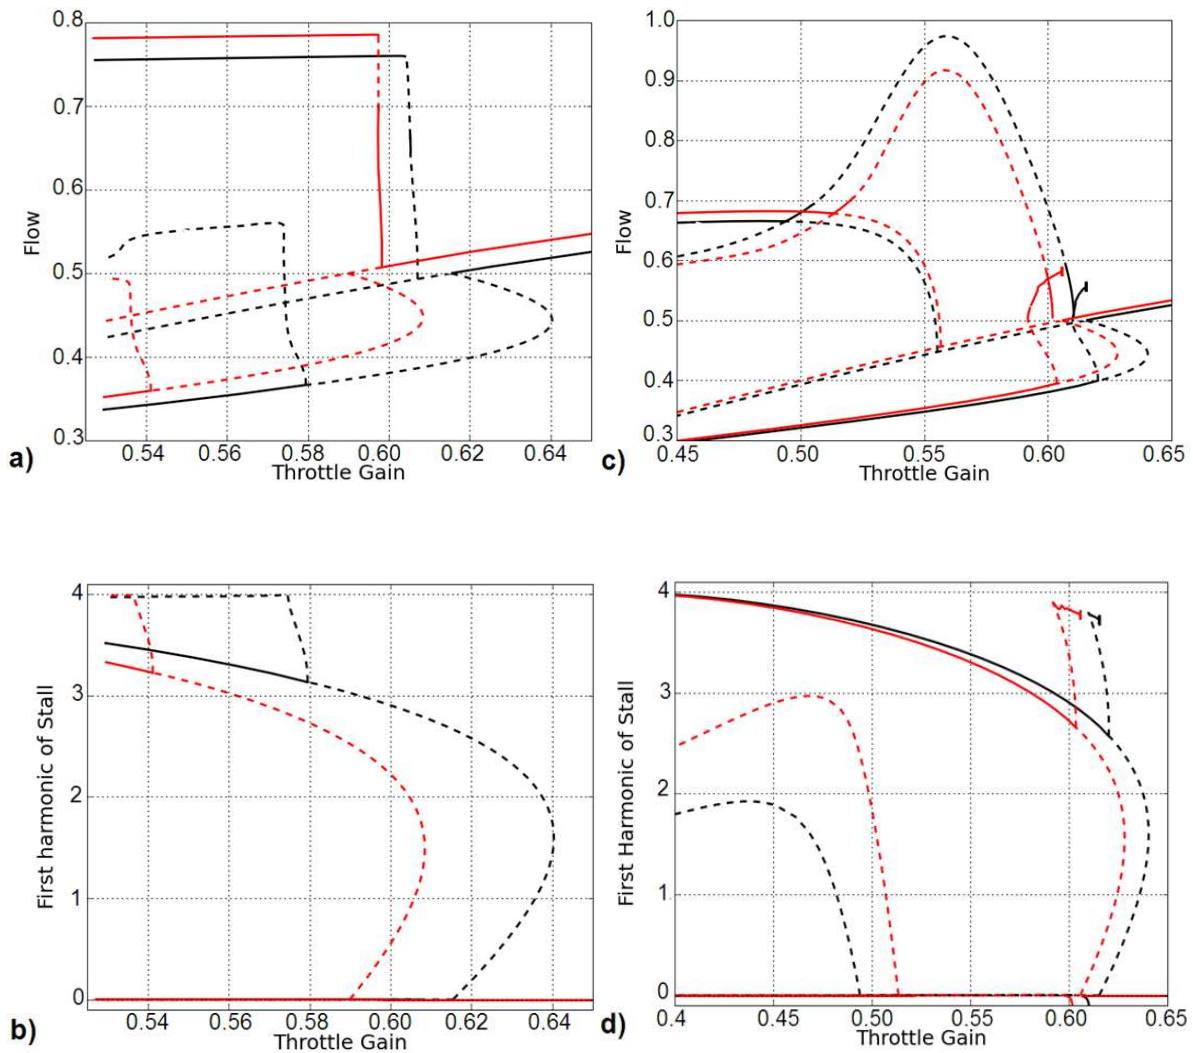 0.8
0.7
0.6
0.5
0.4
0.3
Flow
0.54 0.56 0.58 0.60 0.62 0.64
Throttle Gain
a)
1.0
0.9
0.8
0.7
0.6
0.5
0.4
0.3
Flow
0.45 0.50 0.55 0.60 0.65
Throttle Gain
c)
4
3
2
1
0
First harmonic of Stall
0.54 0.56 0.58 0.60 0.62 0.64
Throttle Gain
b)
4
3
2
1
0
First Harmonic of Stall
0.4 0.45 0.50 0.55 0.60 0.65
Throttle Gain
d)